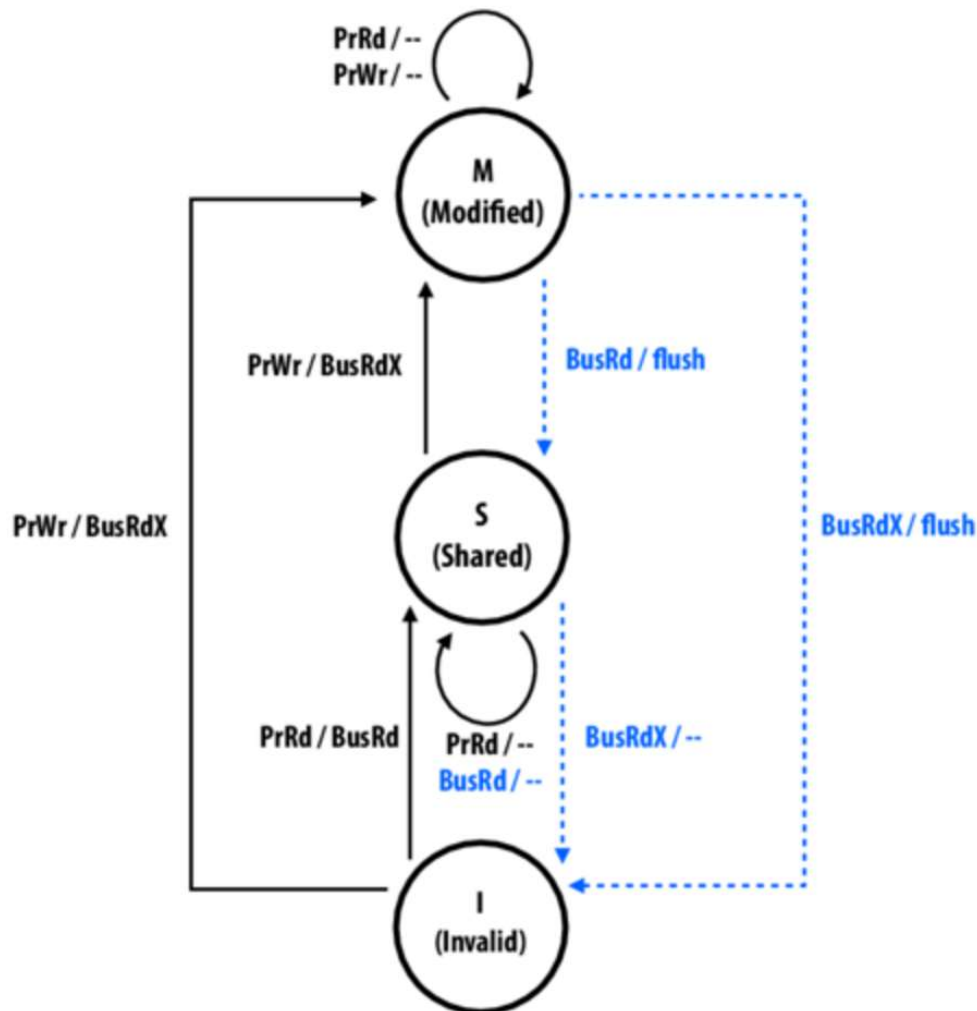 PrRd / --
PrWr / --
M
(Modified)
PrWr / BusRdX
BusRd / flush
S
(Shared)
PrWr / BusRdX
BusRdX / flush
PrRd / BusRd
PrRd / --
BusRd / --
BusRdX / --
I
(Invalid)